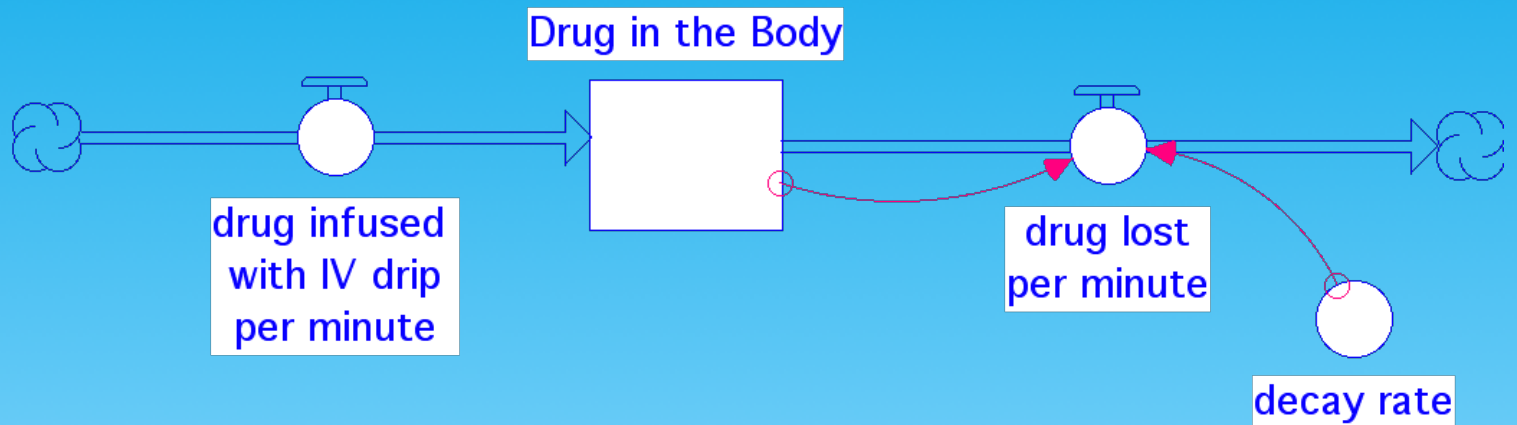 Drug in the Body
drug infused
with IV drip
per minute
drug lost
per minute
decay rate